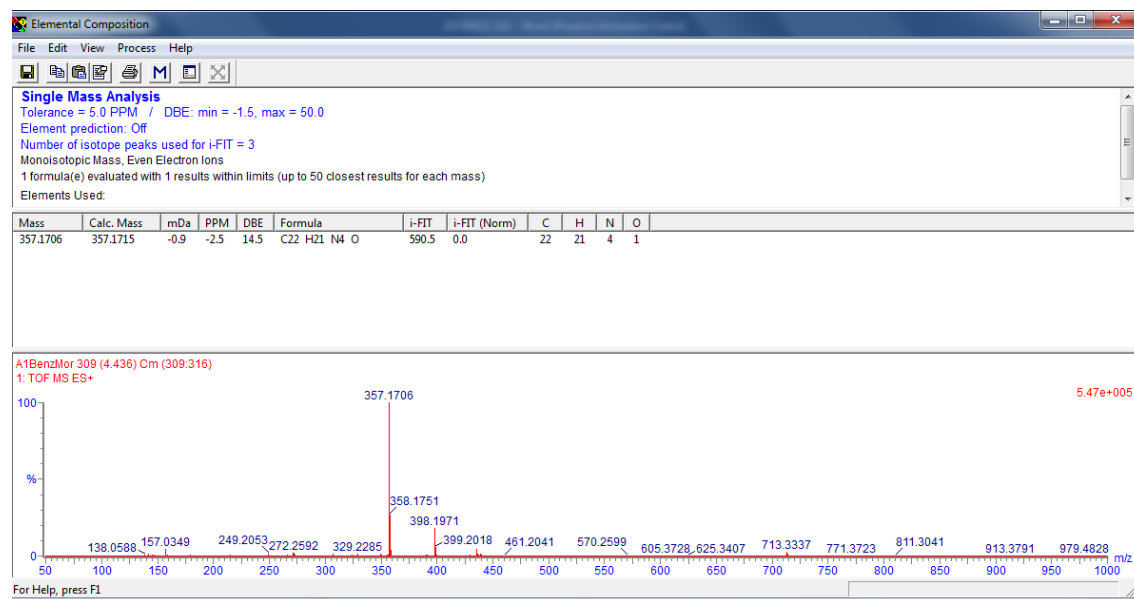 Elemental Composition
File Edit View Process Help
Single Mass Analysis
Tolerance = 5.0 PPM / DBE: min = -1.5, max = 50.0
Element prediction: Off
Number of isotope peaks used for i-FIT = 3
Monoisotopic Mass, Even Electron Ions
1 formula(e) evaluated with 1 results within limits (up to 50 closest results for each mass)
Elements Used:
Mass Calc. Mass mDa PPM DBE Formula i-FIT i-FIT (Norm) C H N O
357.1706 357.1715 -0.9 -2.5 14.5 C22 H21 N4 O 590.5 0.0 22 21 4 1
A1BenzMor 309 (4.436) Cm (309:316)
1: TOF MS ES+
5.47e+005
100
%
0
357.1706
358.1751
398.1971
138.0588 157.0349 249.2053 272.2592 329.2285 399.2018 461.2041 570.2599 605.3728 625.3407 713.3337 771.3723 811.3041 913.3791 979.4828
50 100 150 200 250 300 350 400 450 500 550 600 650 700 750 800 850 900 950 1000 m/z
For Help, press F1